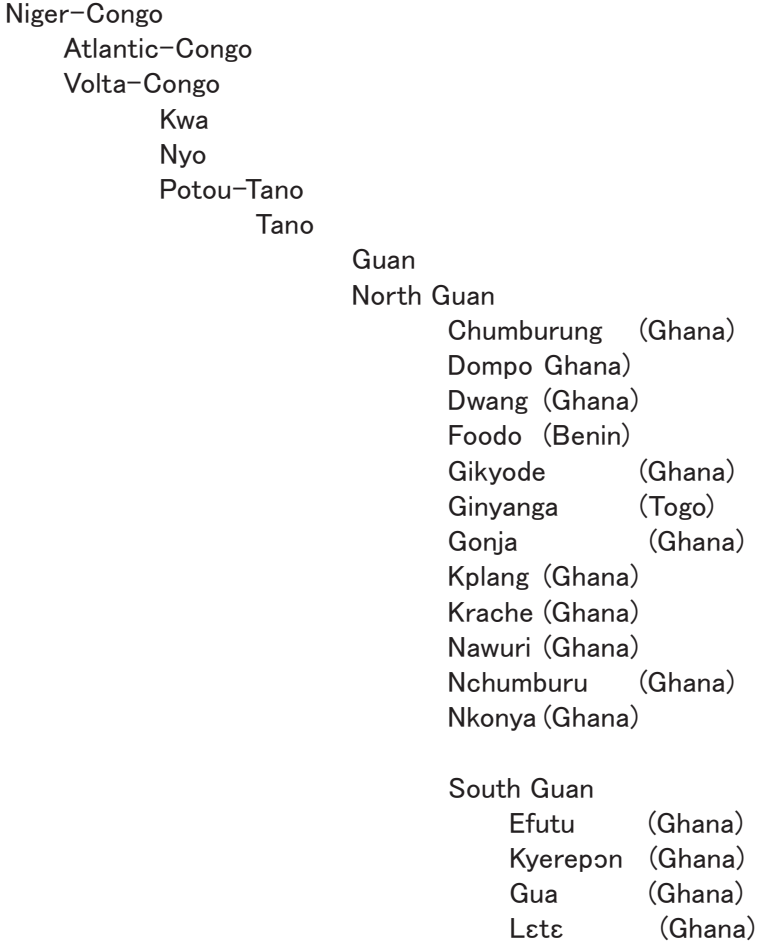 Niger-Congo
Atlantic-Congo
Volta-Congo
Kwa
Nyo
Potou-Tano
Tano
Guan
North Guan
Chumburung (Ghana)
Dompo Ghana)
Dwang (Ghana)
Foodo (Benin)
Gikyode (Ghana)
Ginyanga (Togo)
Gonja (Ghana)
Kplang (Ghana)
Krache (Ghana)
Nawuri (Ghana)
Nchumburu (Ghana)
Nkonya (Ghana)
South Guan
Efutu (Ghana)
Kyerepɔn (Ghana)
Gua (Ghana)
Lɛtɛ (Ghana)